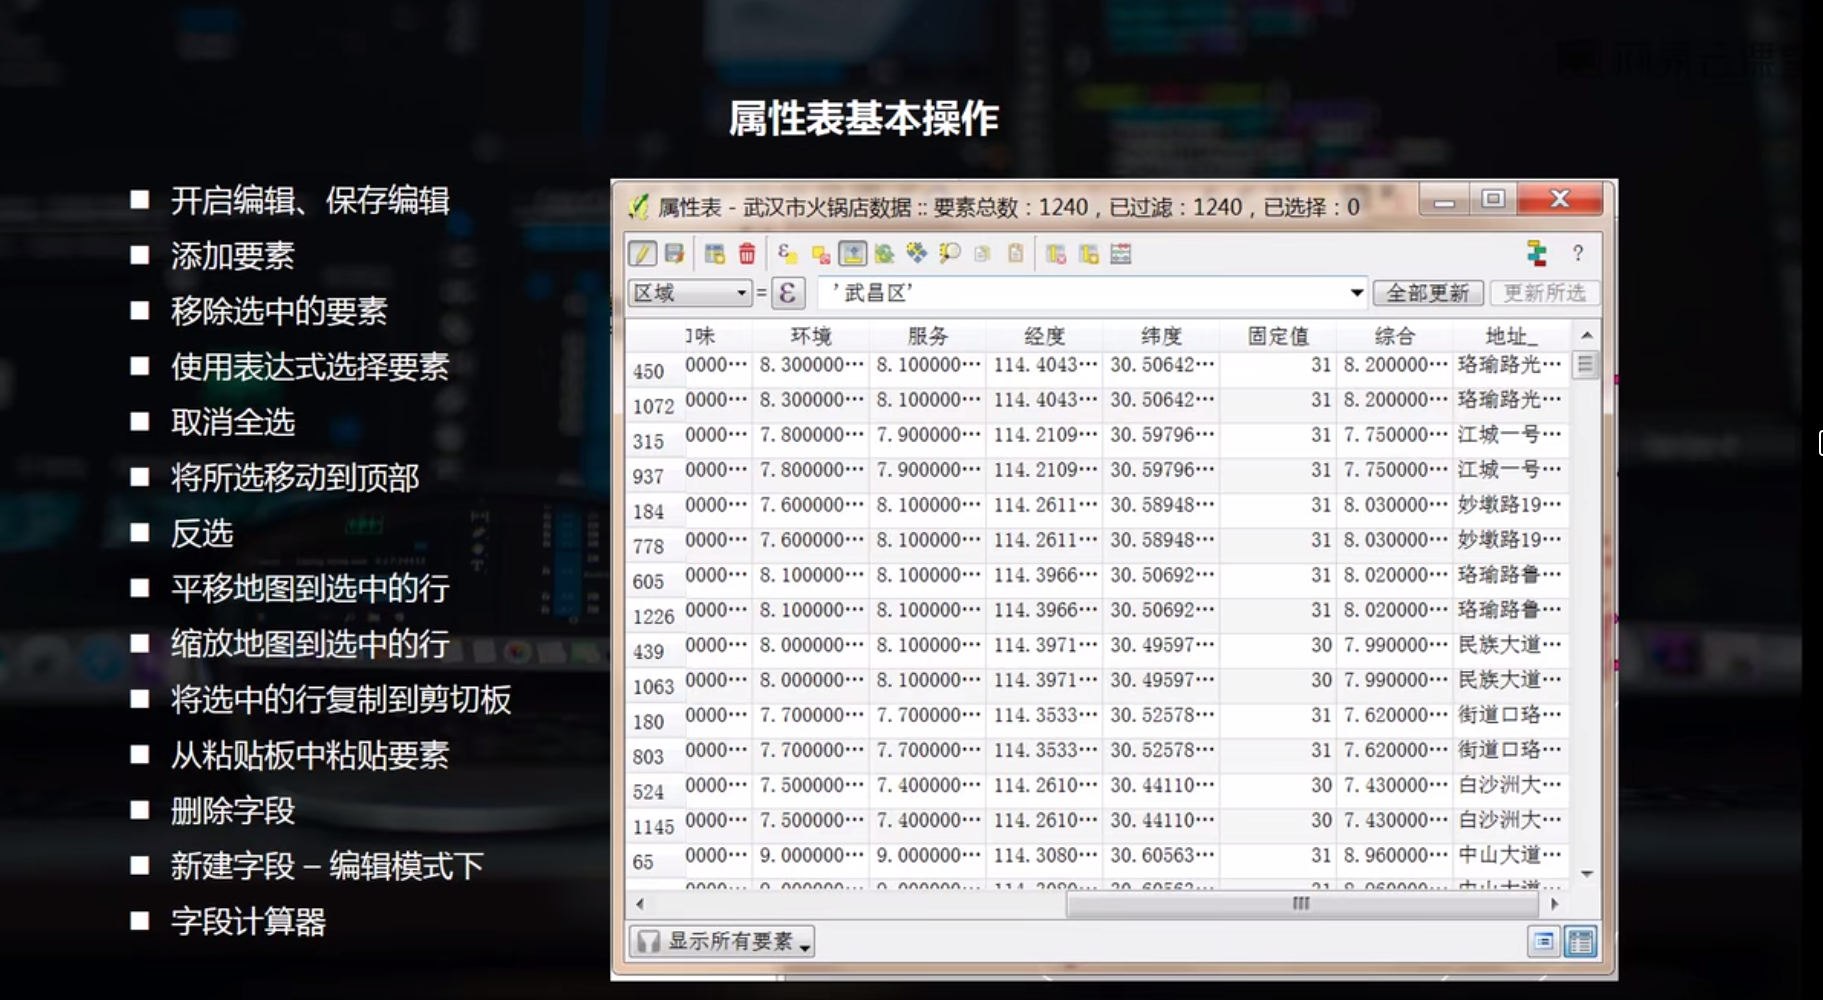 属性表基本操作
■ 开启编辑、保存编辑
■ 添加要素
■ 移除选中的要素
■ 使用表达式选择要素
■ 取消全选
■ 将所选移动到顶部
■ 反选
■ 平移地图到选中的行
■ 缩放地图到选中的行
■ 将选中的行复制到剪切板
■ 从粘贴板中粘贴要素
■ 删除字段
■ 新建字段 – 编辑模式下
■ 字段计算器
属性表 - 武汉市火锅店数据 :: 要素总数：1240，已过滤：1240，已选择：0
?
区域 = ε '武昌区' 全部更新 更新所选
味 环境 服务 经度 纬度 固定值 综合 地址_
450 0000… 8.300000… 8.100000… 114.4043… 30.50642… 31 8.200000… 珞瑜路光…
1072 0000… 8.300000… 8.100000… 114.4043… 30.50642… 31 8.200000… 珞瑜路光…
315 0000… 7.800000… 7.900000… 114.2109… 30.59796… 31 7.750000… 江城一号…
937 0000… 7.800000… 7.900000… 114.2109… 30.59796… 31 7.750000… 江城一号…
184 0000… 7.600000… 8.100000… 114.2611… 30.58948… 31 8.030000… 妙墩路19…
778 0000… 7.600000… 8.100000… 114.2611… 30.58948… 31 8.030000… 妙墩路19…
605 0000… 8.100000… 8.100000… 114.3966… 30.50692… 31 8.020000… 珞瑜路鲁…
1226 0000… 8.100000… 8.100000… 114.3966… 30.50692… 31 8.020000… 珞瑜路鲁…
439 0000… 8.000000… 8.100000… 114.3971… 30.49597… 30 7.990000… 民族大道…
1063 0000… 8.000000… 8.100000… 114.3971… 30.49597… 30 7.990000… 民族大道…
180 0000… 7.700000… 7.700000… 114.3533… 30.52578… 31 7.620000… 街道口珞…
803 0000… 7.700000… 7.700000… 114.3533… 30.52578… 31 7.620000… 街道口珞…
524 0000… 7.500000… 7.400000… 114.2610… 30.44110… 30 7.430000… 白沙洲大…
1145 0000… 7.500000… 7.400000… 114.2610… 30.44110… 30 7.430000… 白沙洲大…
65 0000… 9.000000… 9.000000… 114.3080… 30.60563… 31 8.960000… 中山大道…
显示所有要素